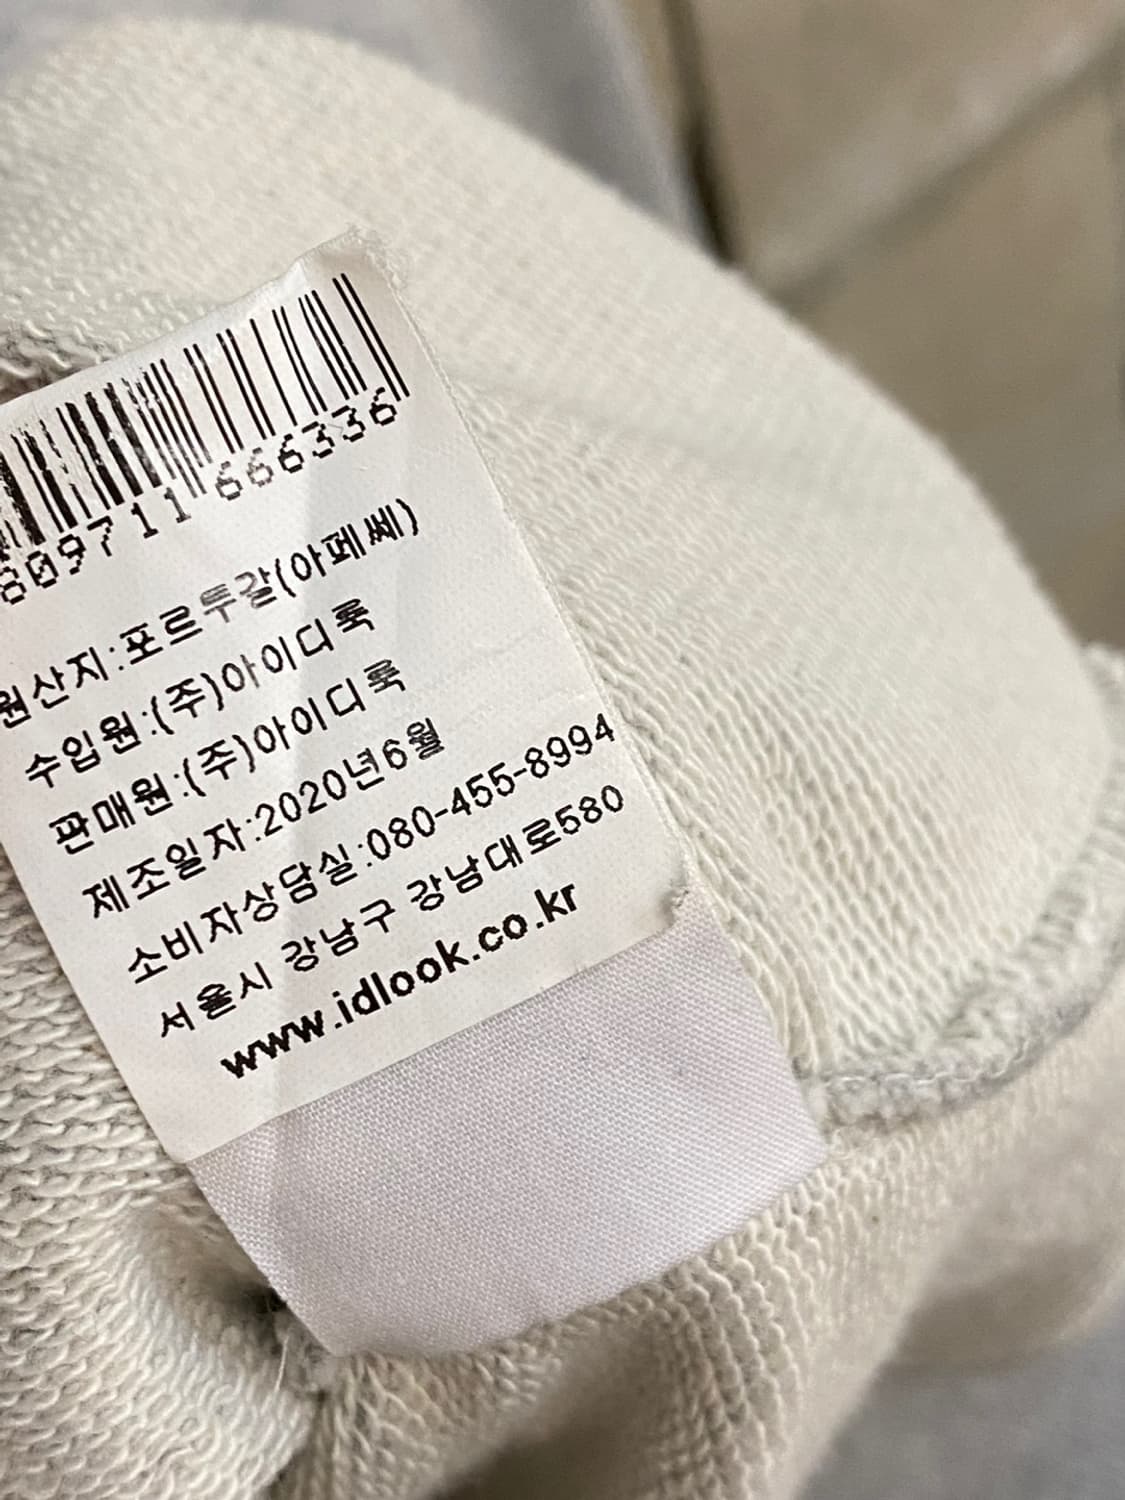 809711 666336
원산지:포르투갈(아페쎄)
수입원:(주)아이디룩
판매원:(주)아이디룩
제조일자:2020년6월
소비자상담실:080-455-8994
서울시 강남구 강남대로580
www.idlook.co.kr